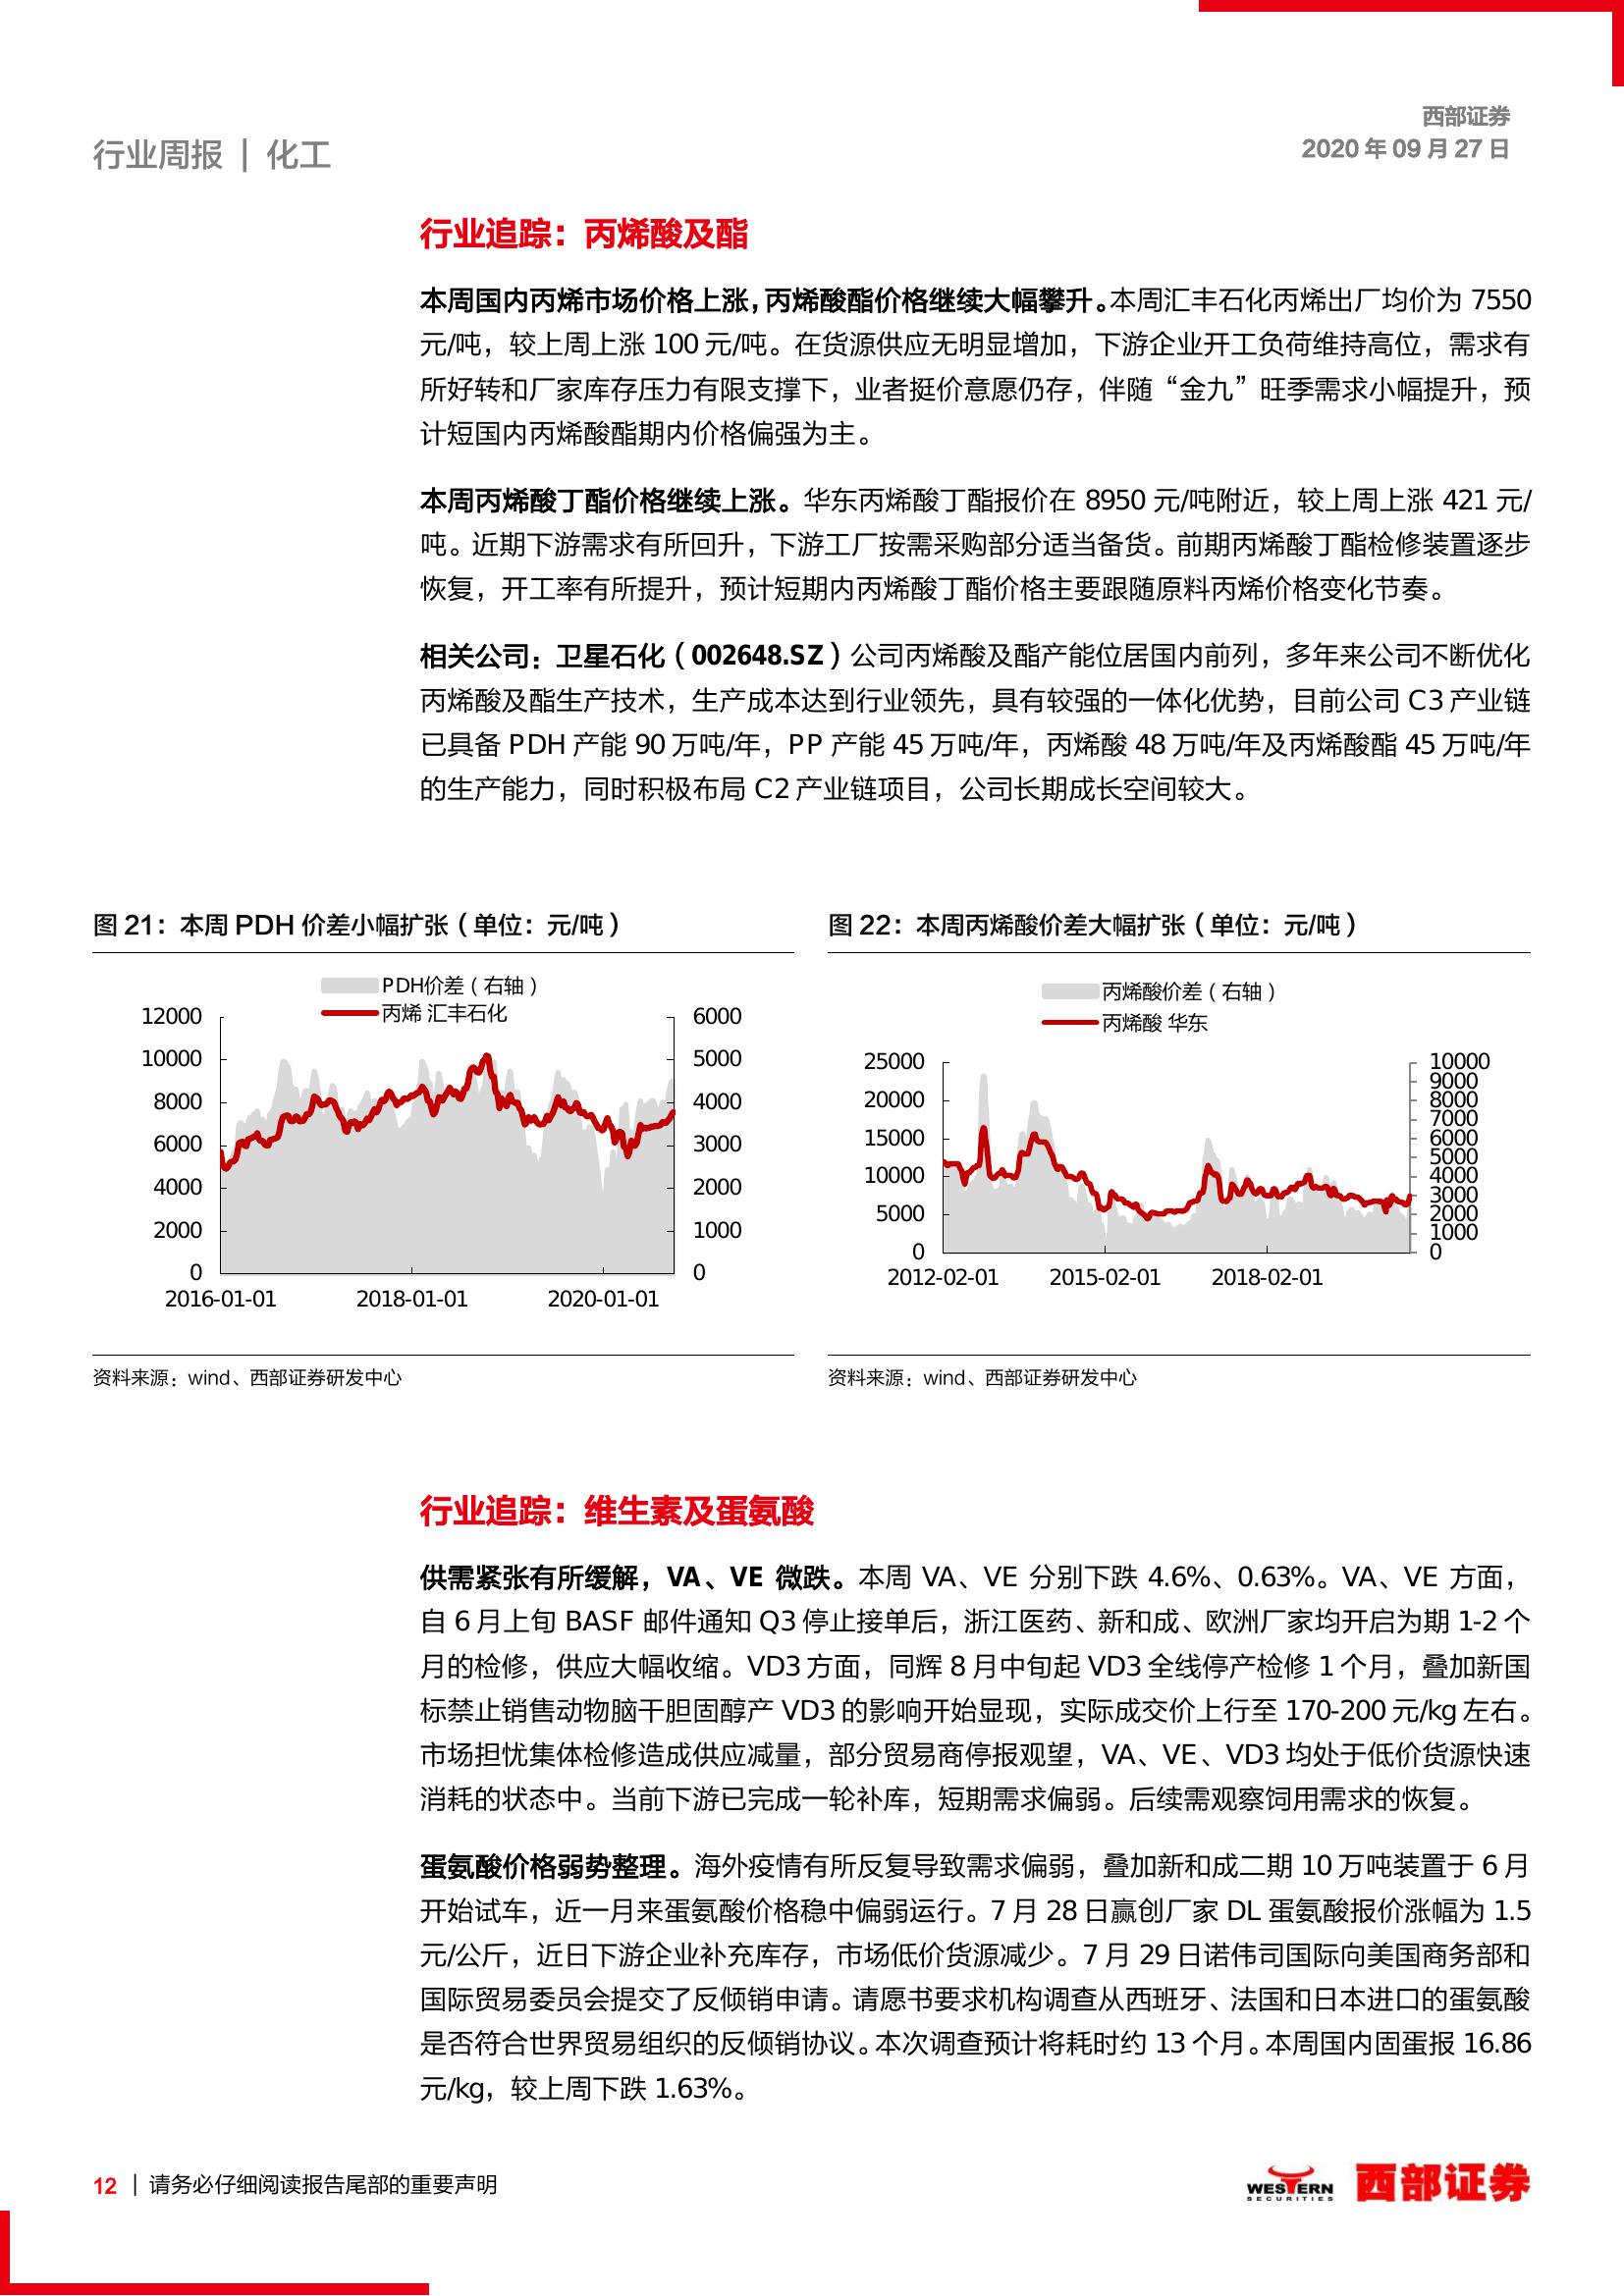 西部证券
2020 年 09 月 27 日
行业周报 | 化工
行业追踪：丙烯酸及酯
本周国内丙烯市场价格上涨，丙烯酸酯价格继续大幅攀升。本周汇丰石化丙烯出厂均价为 7550
元/吨，较上周上涨 100 元/吨。在货源供应无明显增加，下游企业开工负荷维持高位，需求有
所好转和厂家库存压力有限支撑下，业者挺价意愿仍存，伴随“金九”旺季需求小幅提升，预
计短国内丙烯酸酯期内价格偏强为主。
本周丙烯酸丁酯价格继续上涨。华东丙烯酸丁酯报价在 8950 元/吨附近，较上周上涨 421 元/
吨。近期下游需求有所回升，下游工厂按需采购部分适当备货。前期丙烯酸丁酯检修装置逐步
恢复，开工率有所提升，预计短期内丙烯酸丁酯价格主要跟随原料丙烯价格变化节奏。
相关公司：卫星石化（002648.SZ）公司丙烯酸及酯产能位居国内前列，多年来公司不断优化
丙烯酸及酯生产技术，生产成本达到行业领先，具有较强的一体化优势，目前公司 C3 产业链
已具备 PDH 产能 90 万吨/年，PP 产能 45 万吨/年，丙烯酸 48 万吨/年及丙烯酸酯 45 万吨/年
的生产能力，同时积极布局 C2 产业链项目，公司长期成长空间较大。
图 21：本周 PDH 价差小幅扩张（单位：元/吨）
PDH价差（右轴）
丙烯 汇丰石化
12000
10000
8000
6000
4000
2000
0
6000
5000
4000
3000
2000
1000
0
2016-01-01 2018-01-01 2020-01-01
资料来源：wind、西部证券研发中心
图 22：本周丙烯酸价差大幅扩张（单位：元/吨）
丙烯酸价差（右轴）
丙烯酸 华东
25000
20000
15000
10000
5000
0
10000
9000
8000
7000
6000
5000
4000
3000
2000
1000
0
2012-02-01 2015-02-01 2018-02-01
资料来源：wind、西部证券研发中心
行业追踪：维生素及蛋氨酸
供需紧张有所缓解，VA、VE 微跌。本周 VA、VE 分别下跌 4.6%、0.63%。VA、VE 方面，
自 6 月上旬 BASF 邮件通知 Q3 停止接单后，浙江医药、新和成、欧洲厂家均开启为期 1-2 个
月的检修，供应大幅收缩。VD3 方面，同辉 8 月中旬起 VD3 全线停产检修 1 个月，叠加新国
标禁止销售动物脑干胆固醇产 VD3 的影响开始显现，实际成交价上行至 170-200 元/kg 左右。
市场担忧集体检修造成供应减量，部分贸易商停报观望，VA、VE、VD3 均处于低价货源快速
消耗的状态中。当前下游已完成一轮补库，短期需求偏弱。后续需观察饲用需求的恢复。
蛋氨酸价格弱势整理。海外疫情有所反复导致需求偏弱，叠加新和成二期 10 万吨装置于 6 月
开始试车，近一月来蛋氨酸价格稳中偏弱运行。7 月 28 日赢创厂家 DL 蛋氨酸报价涨幅为 1.5
元/公斤，近日下游企业补充库存，市场低价货源减少。7 月 29 日诺伟司国际向美国商务部和
国际贸易委员会提交了反倾销申请。请愿书要求机构调查从西班牙、法国和日本进口的蛋氨酸
是否符合世界贸易组织的反倾销协议。本次调查预计将耗时约 13 个月。本周国内固蛋报 16.86
元/kg，较上周下跌 1.63%。
12 | 请务必仔细阅读报告尾部的重要声明
WESTERN
SECURITIES
西部证券